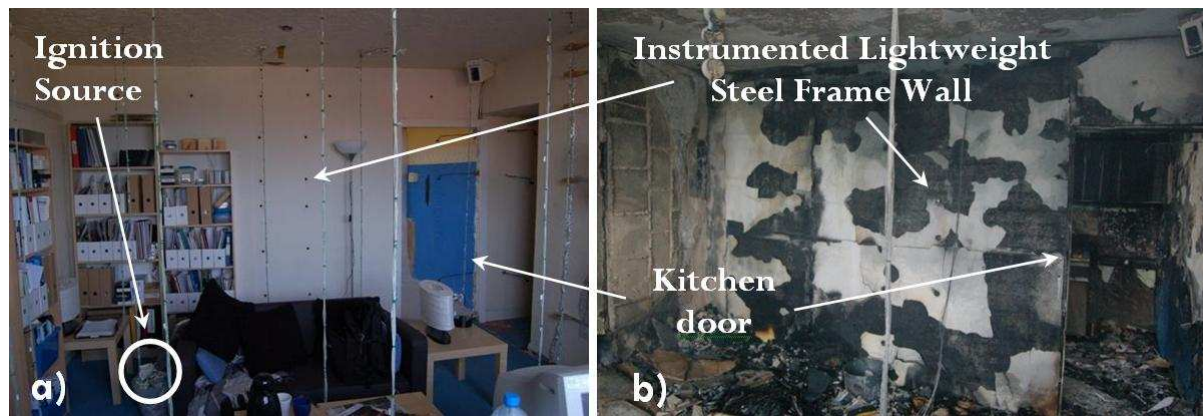 Ignition
Source
a)
Instrumented Lightweight
Steel Frame Wall
Kitchen
door
b)